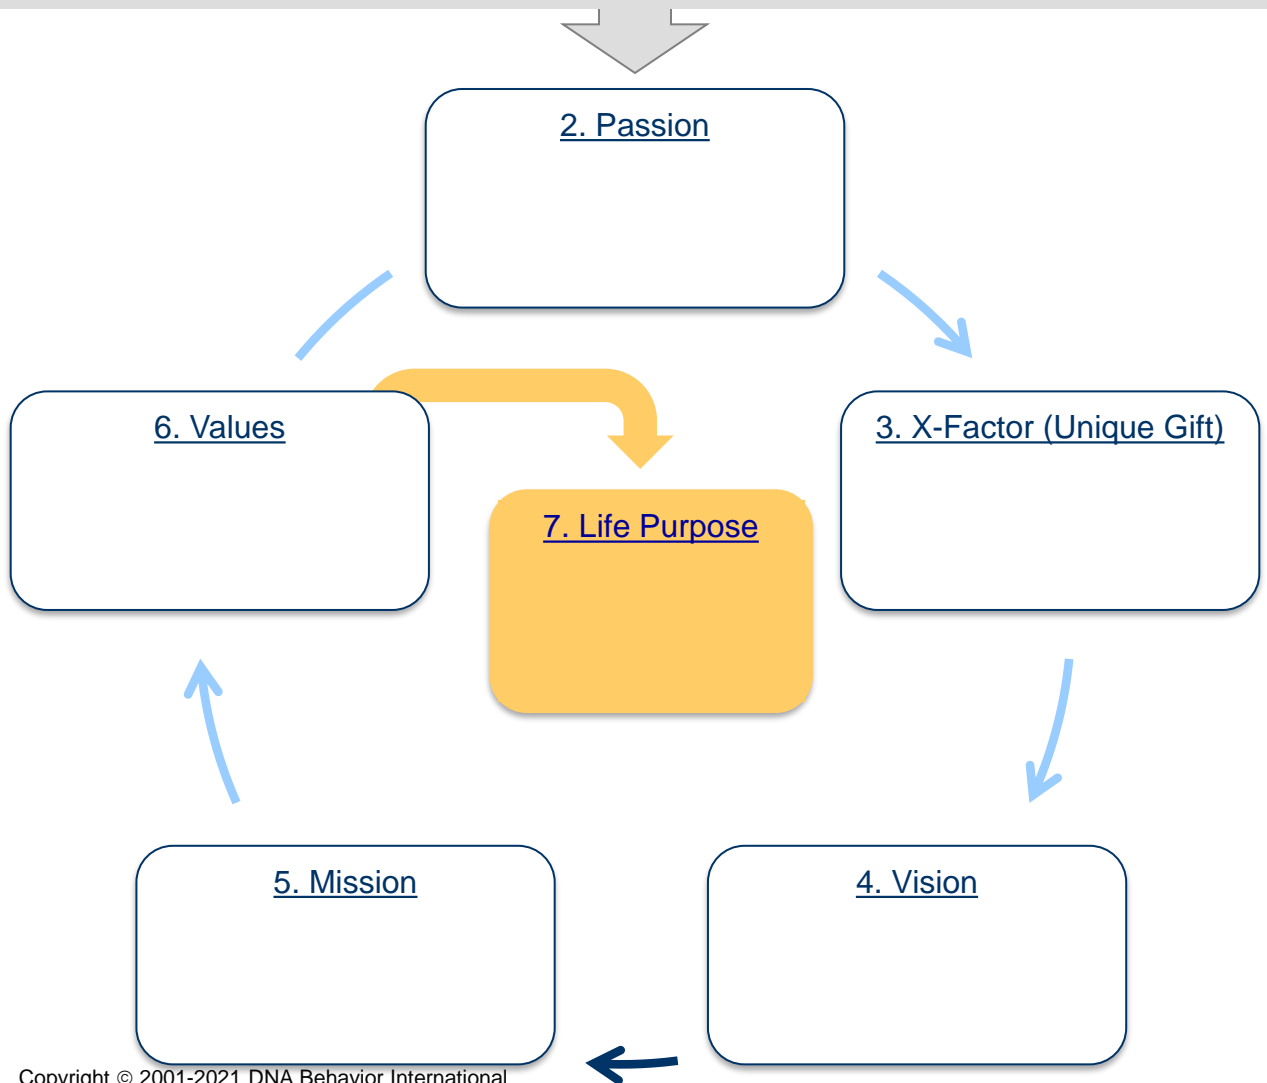 2. Passion
3. X-Factor (Unique Gift)
4. Vision
5. Mission
6. Values
7. Life Purpose
Copyright © 2001-2021 DNA Behavior International